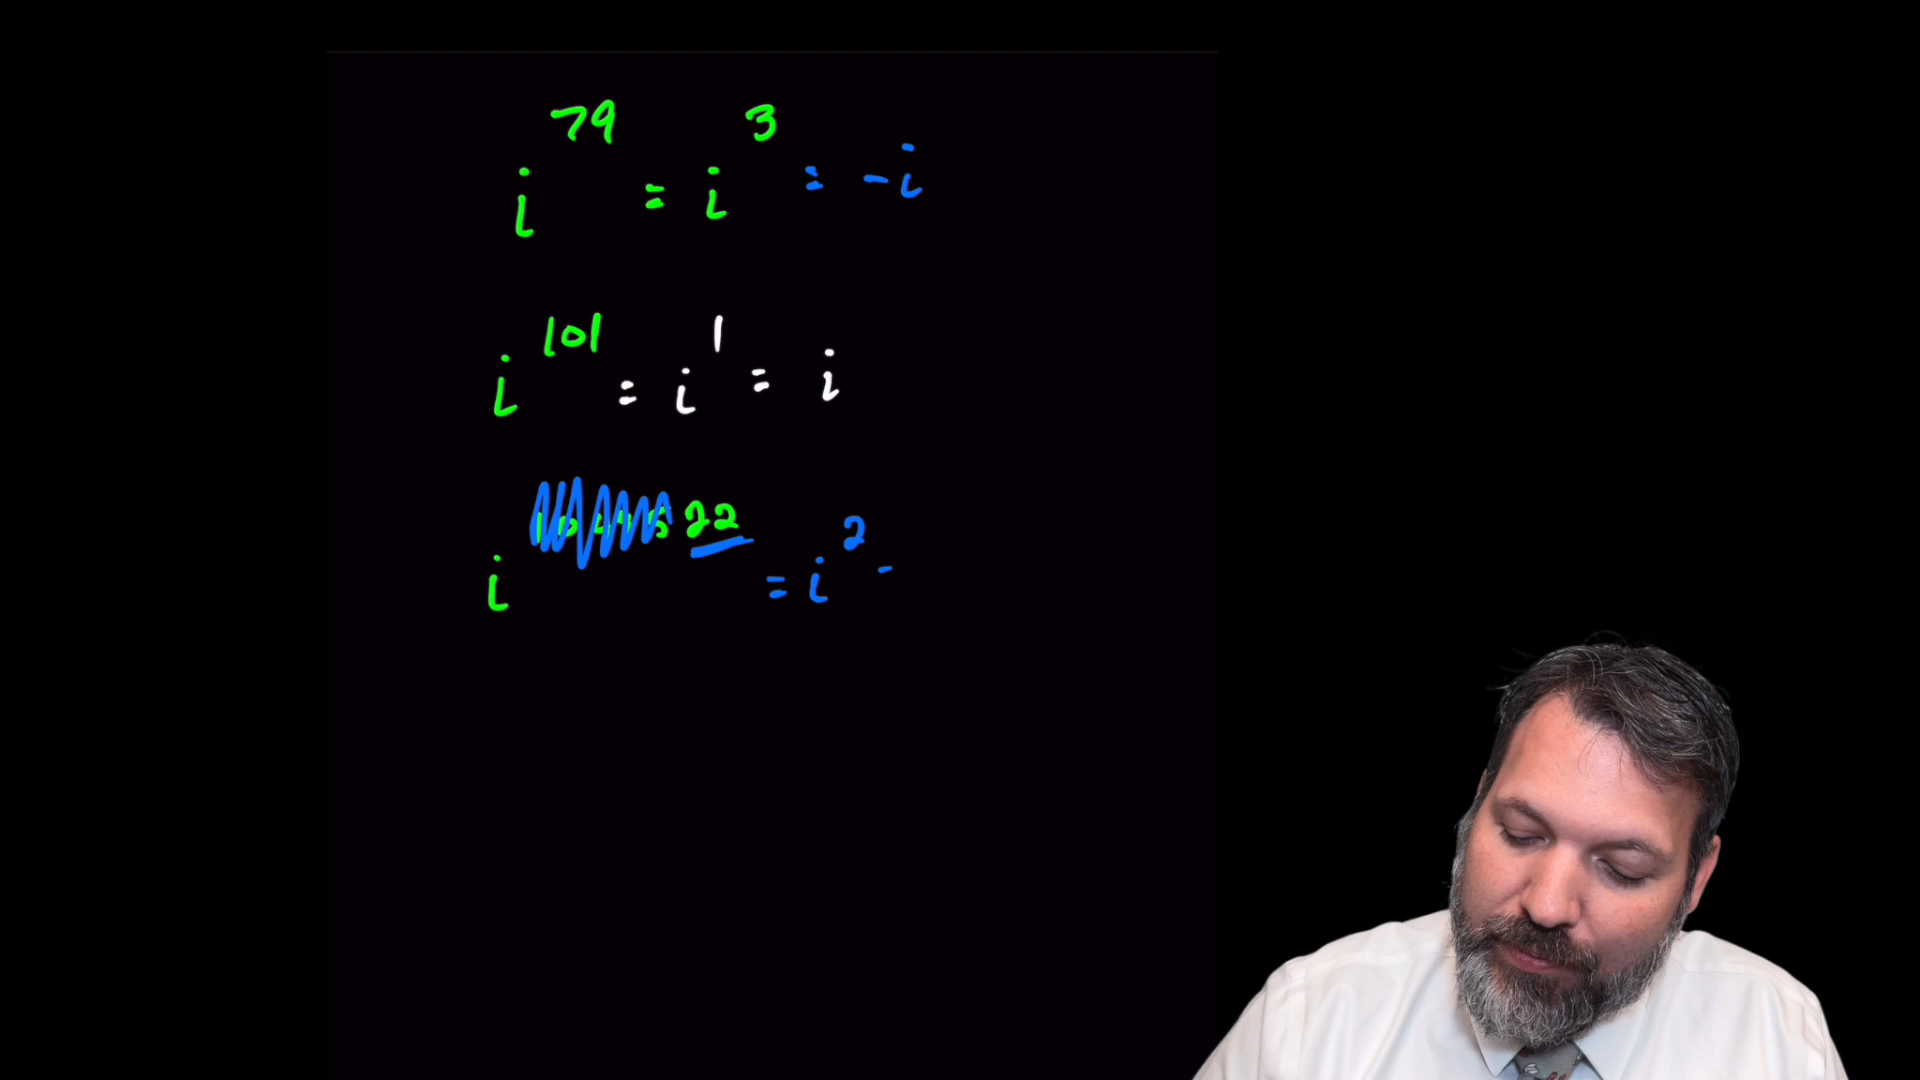 i^79 = i^3 = -i
i^101 = i^1 = i
i^22 = i^2 -